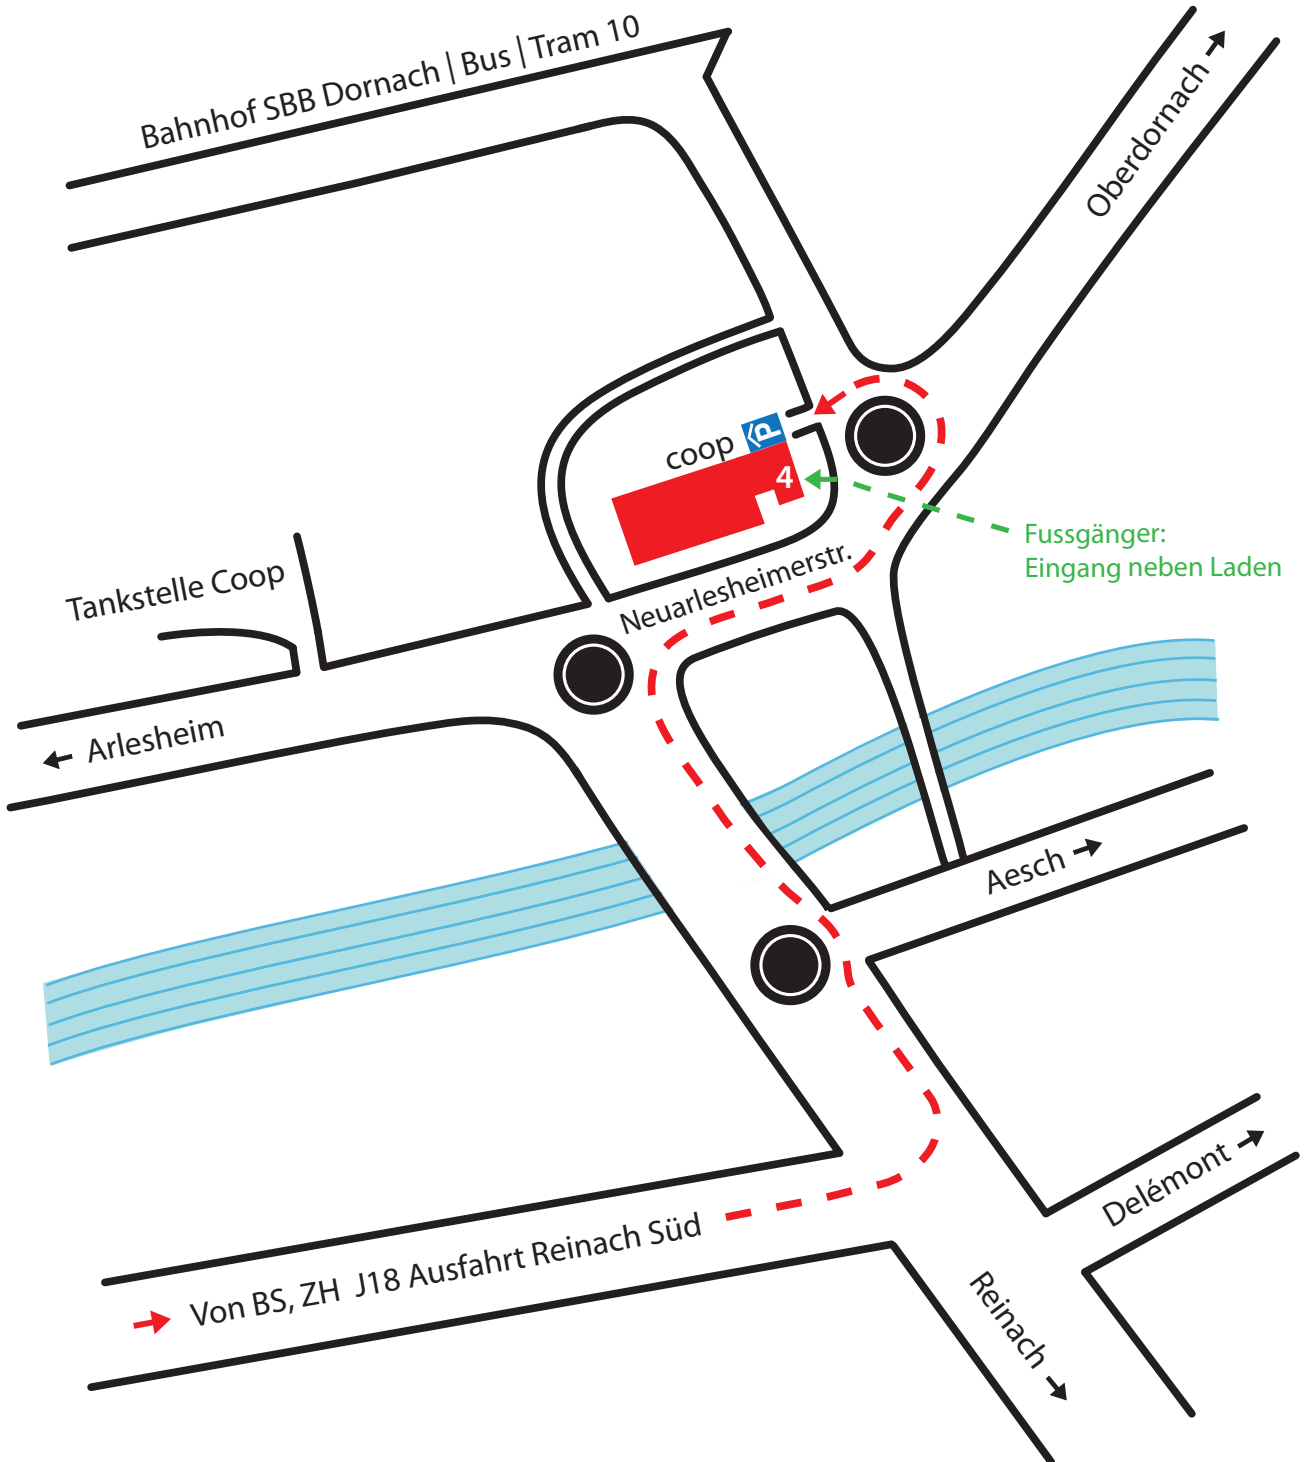 Bahnhof SBB Dornach | Bus | Tram 10
Oberdornach
coop
P
4
Fussgänger:
Eingang neben Laden
Neuarlesheimerstr.
Tankstelle Coop
Arlesheim
Aesch
Delémont
Von BS, ZH J18 Ausfahrt Reinach Süd
Reinach